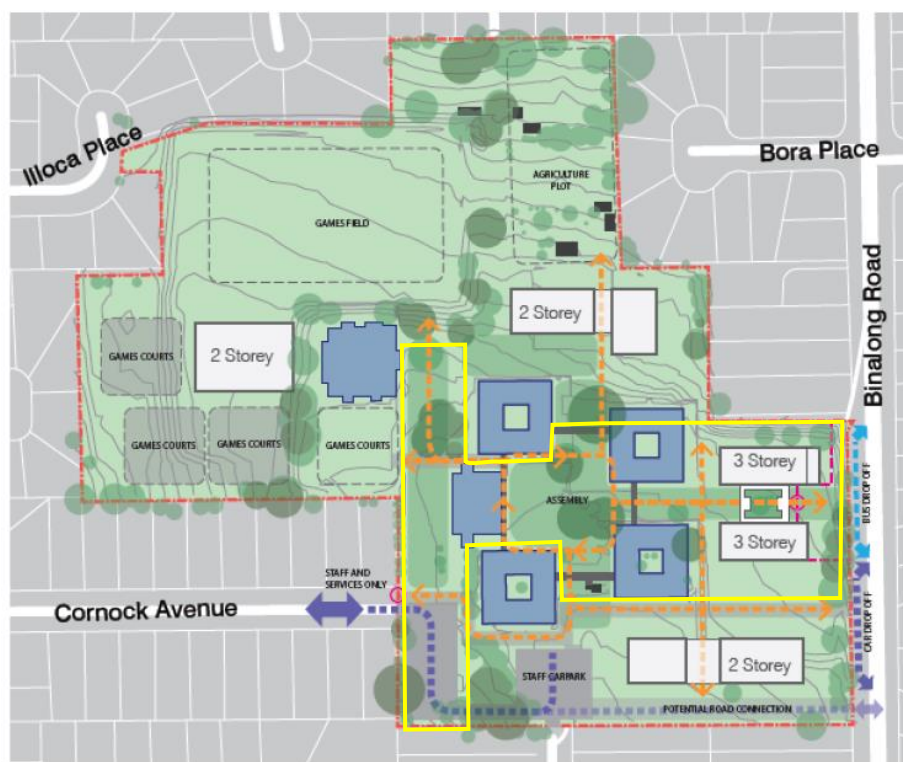 Illoca Place
Bora Place
AGRICULTURE
PLOT
GAMES FIELD
Binalong Road
2 Storey
2 Storey
GAMES COURTS
GAMES COURTS
GAMES COURTS
GAMES COURTS
3 Storey
BUS DROP OFF
ASSEMBLY
3 Storey
STAFF AND
SERVICES ONLY
Cornock Avenue
CAR DROP OFF
STAFF CARPARK
2 Storey
POTENTIAL ROAD CONNECTION